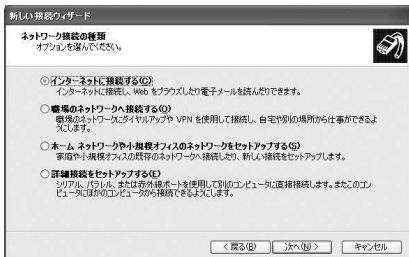 新しい接続ウィザード
ネットワーク接続の種類
オプションを選んでください。
インターネットに接続する(C)
インターネットに接続し、Web をブラウズしたり電子メールを読んだりできます。
職場のネットワークへ接続する(O)
職場のネットワークにダイヤルアップや VPN を使用して接続し、自宅や別の場所から仕事ができるよ
うにします。
ホーム ネットワークや小規模オフィスのネットワークをセットアップする(S)
家庭や小規模オフィスの既存のネットワークへ接続したり、新しい接続をセットアップします。
詳細接続をセットアップする(E)
シリアル、パラレル、または赤外線ポートを使用して別のコンピュータに直接接続します。またこのコン
ピュータにほかのコンピュータから接続できるようにします。
< 戻る(B) 次へ(N) > キャンセル